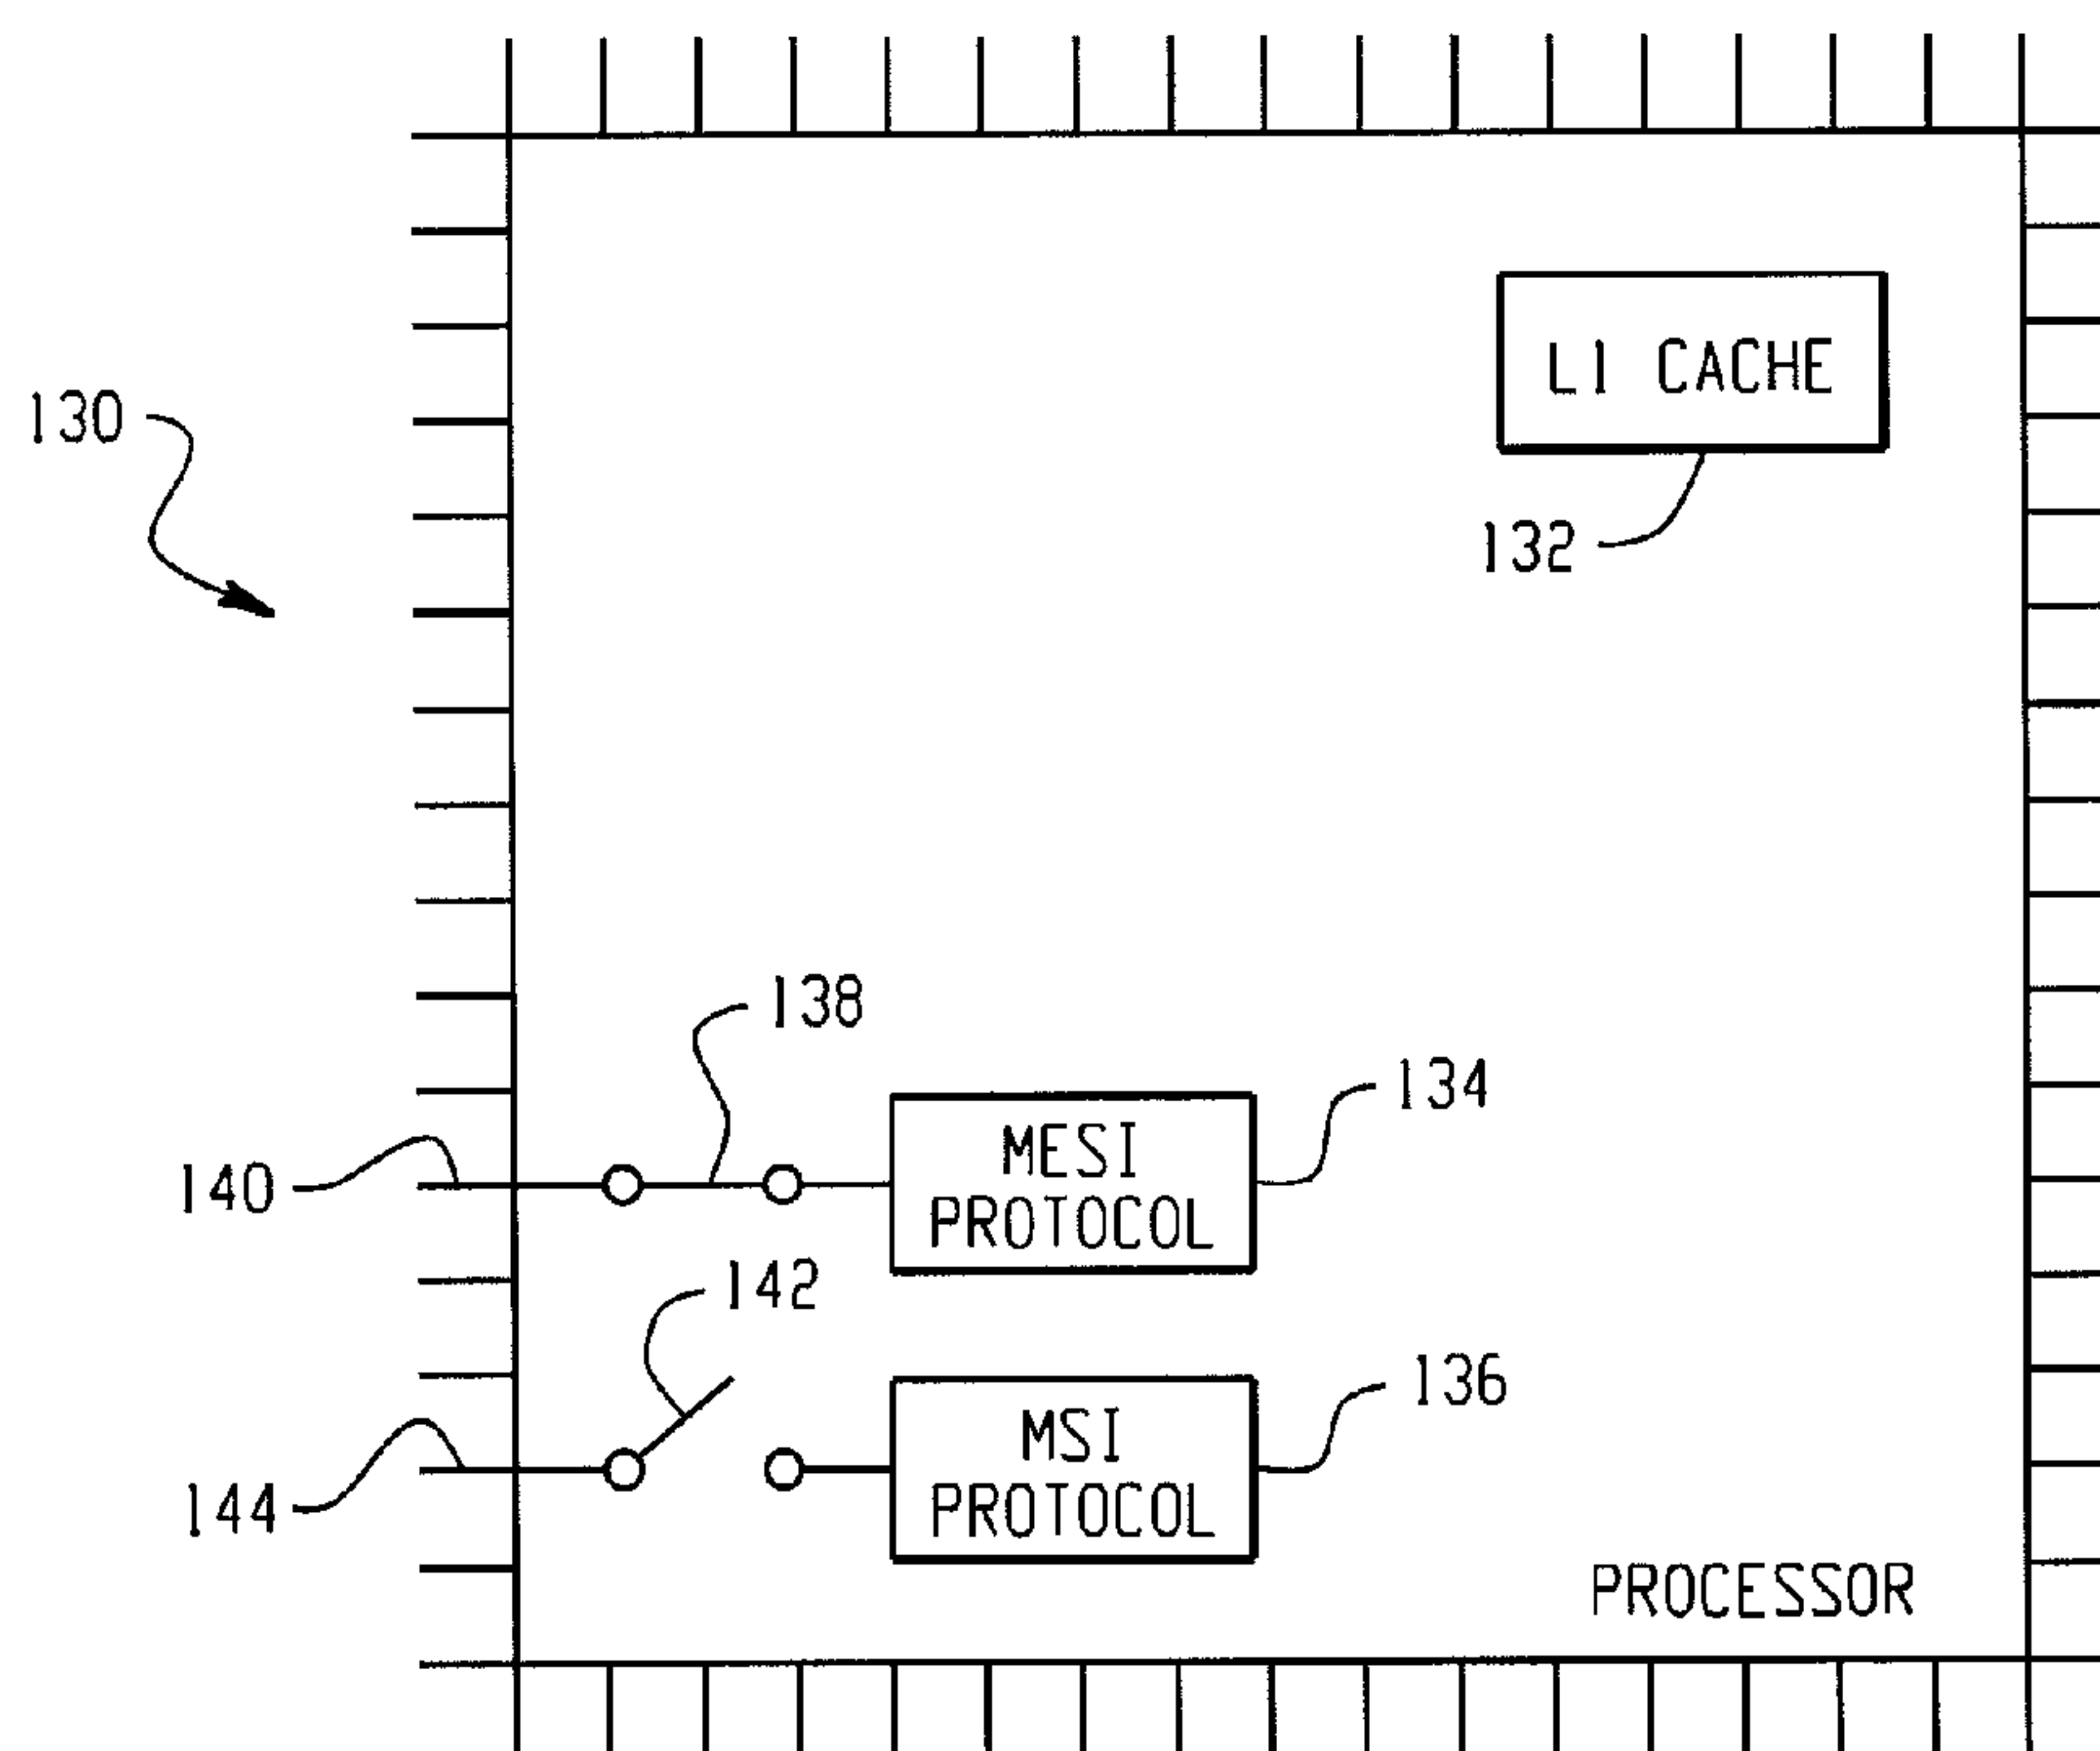 L1 CACHE
130
132
138
134
MESI
PROTOCOL
140
142
136
MSI
PROTOCOL
144
PROCESSOR